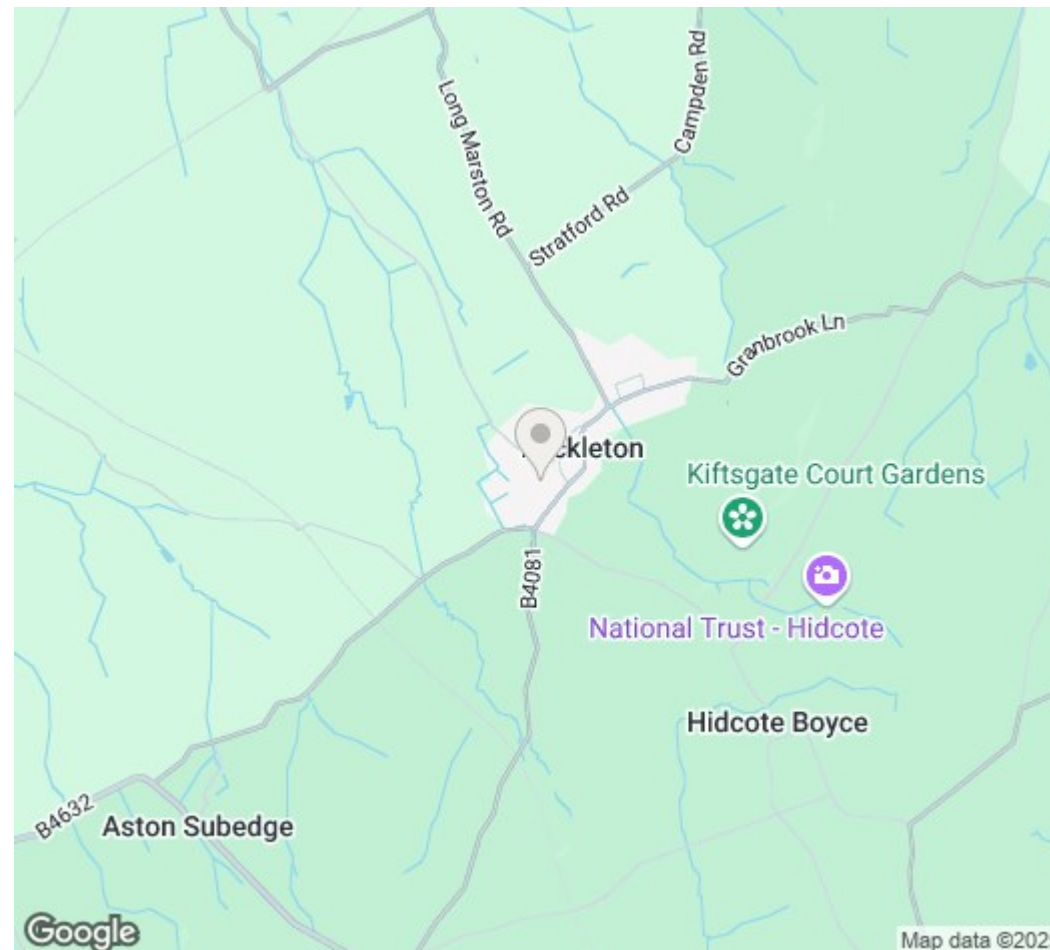 Long Marston Rd
Campden Rd
Stratford Rd
Granbrook Ln
ckleton
Kiftsgate Court Gardens
B4081
National Trust - Hidcote
Hidcote Boyce
B4632
Aston Subedge
Google
Map data ©202